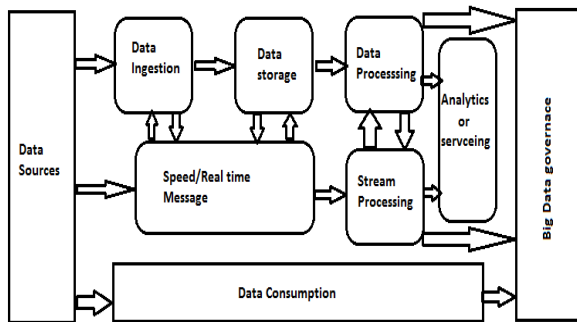 Data
Ingestion
Data
storage
Data
Processsing
Analytics
or
servceing
Data
Sources
Speed/Real time
Message
Stream
Processing
Data Consumption
Big Data governace